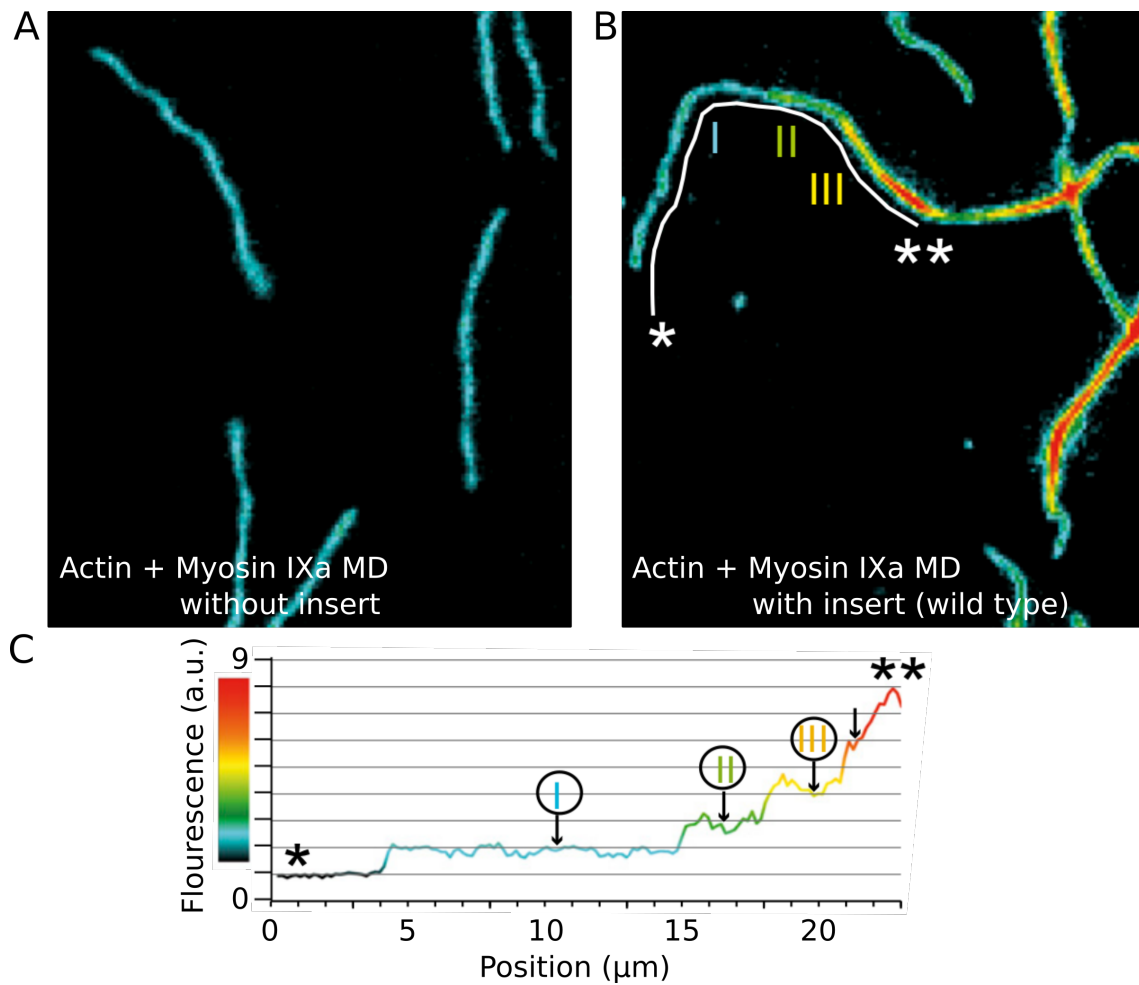 A
B
I
II
III
**
*
Actin + Myosin IXa MD
without insert
Actin + Myosin IXa MD
with insert (wild type)
C
Flourescence (a.u.)
9
0
*
I
II
III
**
0 5 10 15 20
Position (μm)